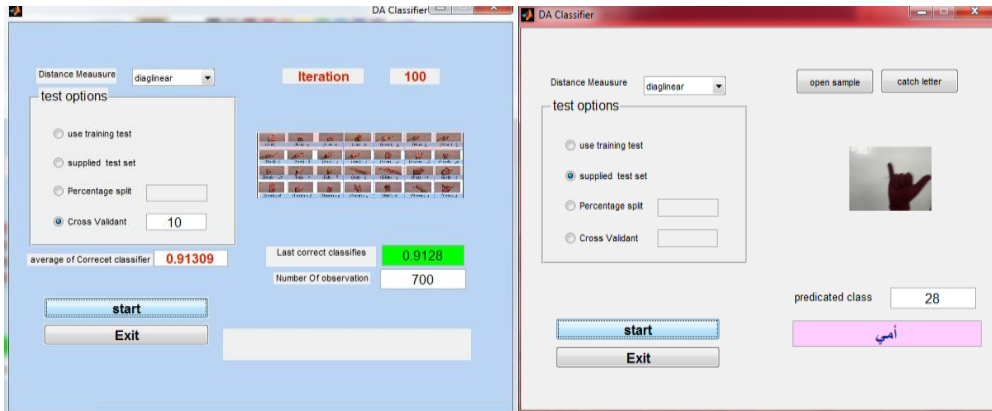 DA Classifier
Distance Meausure
diaglinear
Iteration
100
test options
use training test
supplied test set
Percentage split
Cross Validant
10
average of Correcet classifier
0.91309
Last correct classifies
0.9128
Number Of observation
700
start
Exit
DA Classifier
Distance Meausure
diaglinear
open sample
catch letter
test options
use training test
supplied test set
Percentage split
Cross Validant
predicated class
28
start
أمي
Exit